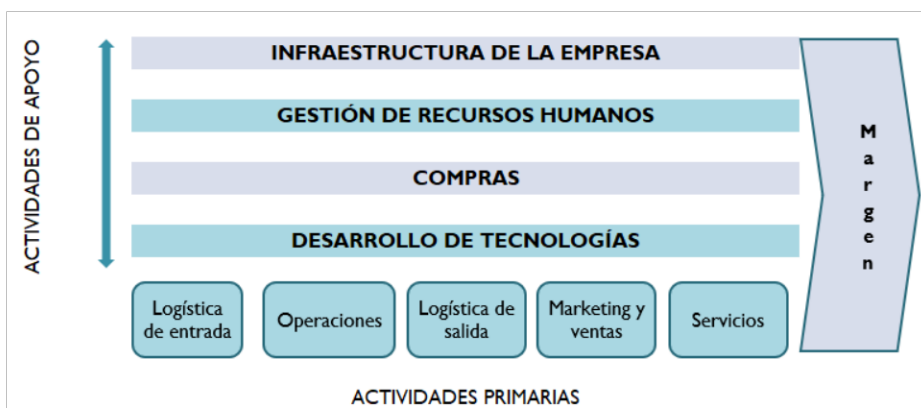 ACTIVIDADES DE APOYO
INFRAESTRUCTURA DE LA EMPRESA
GESTIÓN DE RECURSOS HUMANOS
COMPRAS
DESARROLLO DE TECNOLOGÍAS
Logística
de entrada
Operaciones
Logística de
salida
Marketing y
ventas
Servicios
Margen
ACTIVIDADES PRIMARIAS